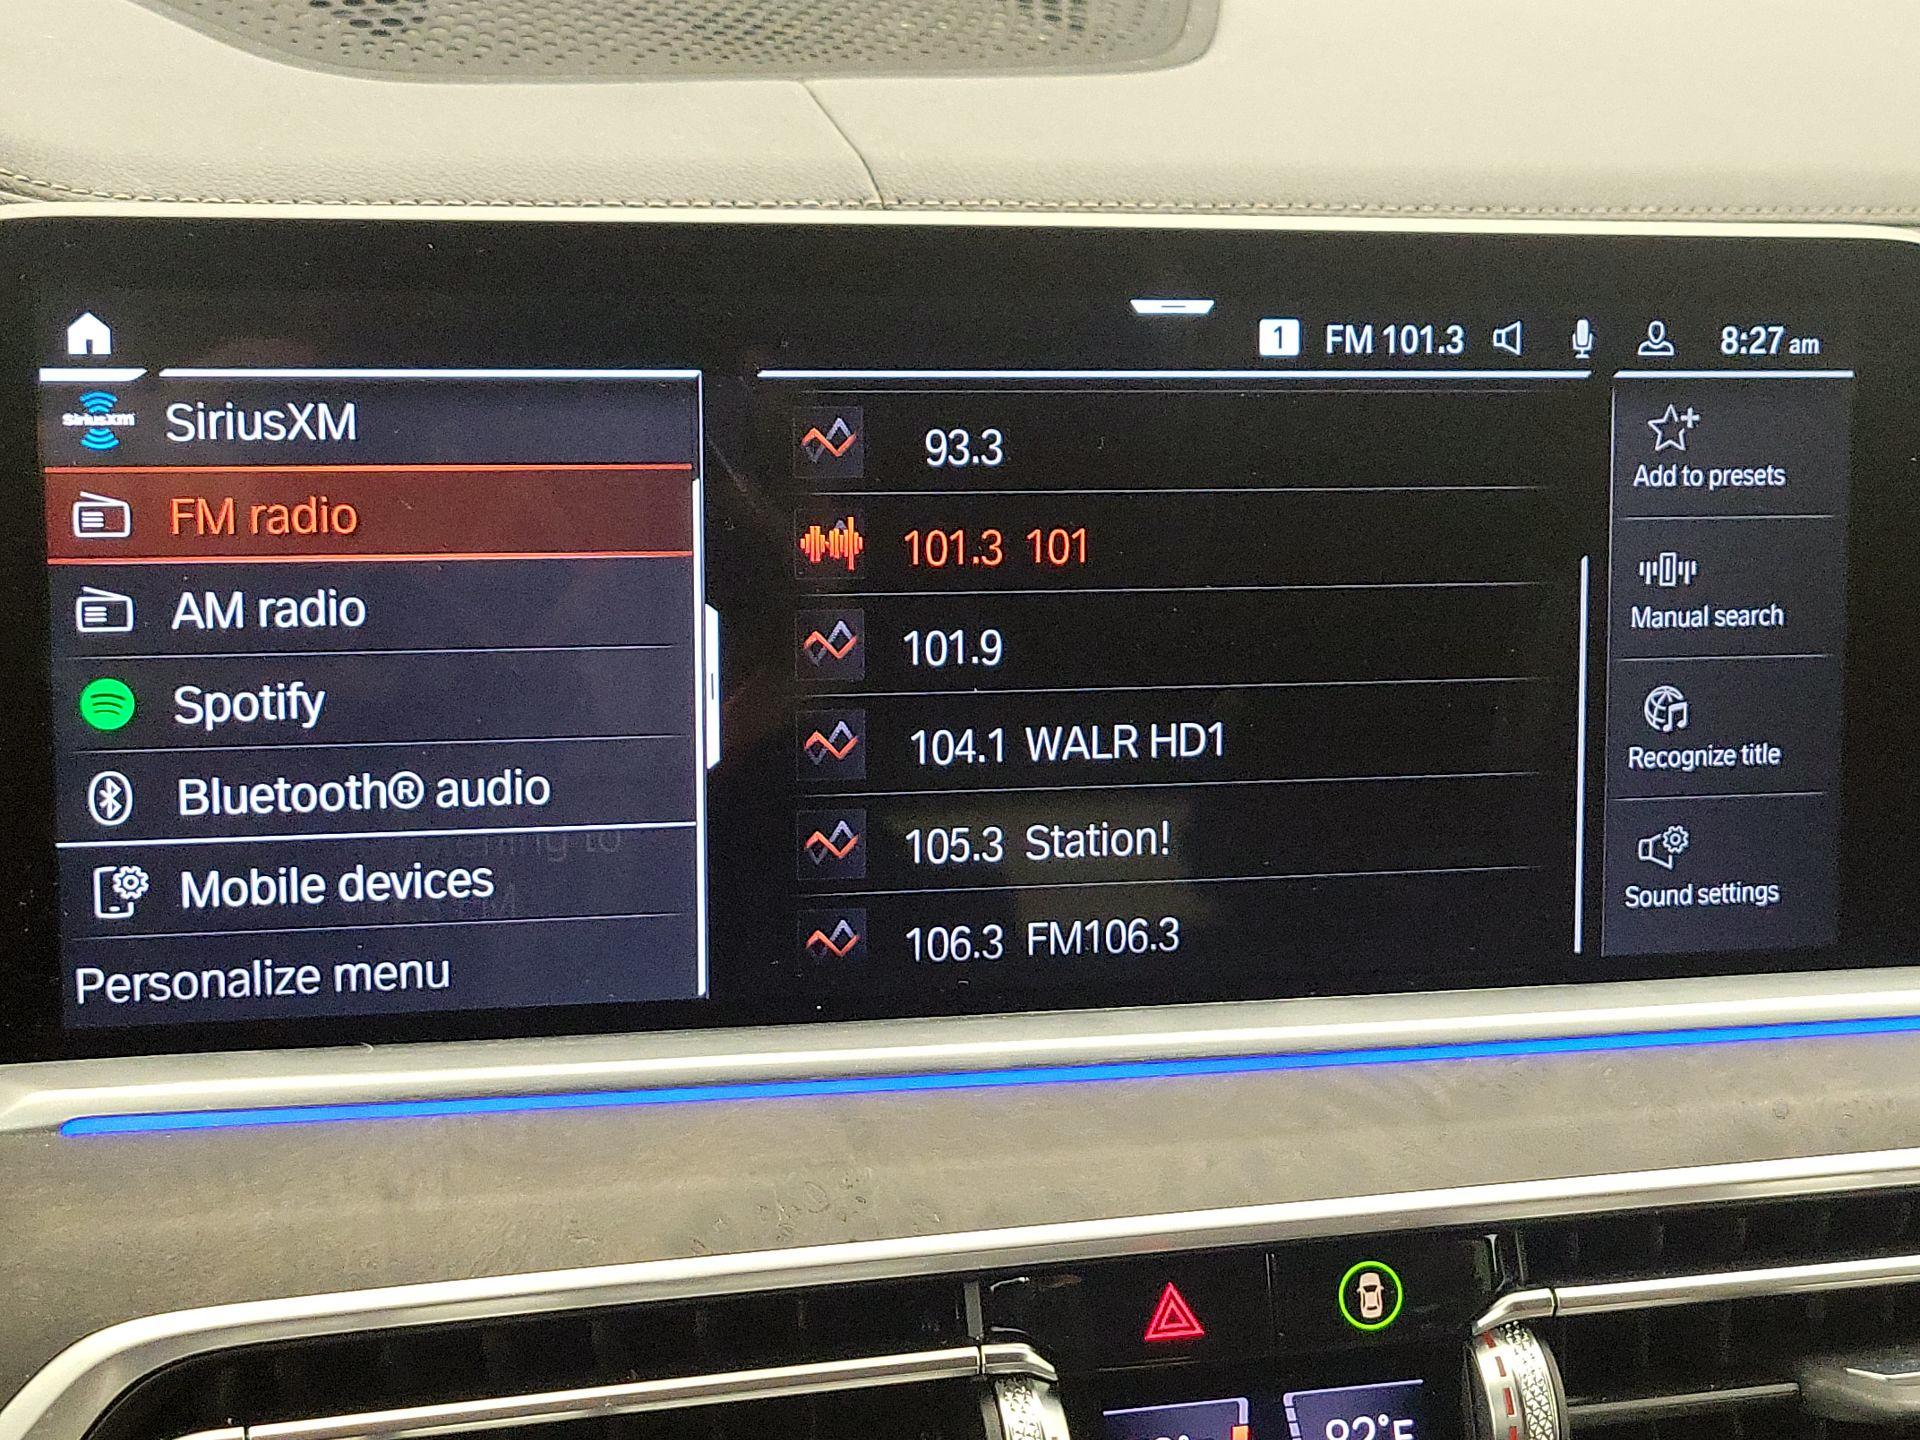 1 FM 101.3 8:27 am
SiriusXM SiriusXM
FM radio
AM radio
Spotify
Bluetooth® audio
Mobile devices
Personalize menu
93.3
101.3 101
101.9
104.1 WALR HD1
105.3 Station!
106.3 FM106.3
Add to presets
Manual search
Recognize title
Sound settings
82°F